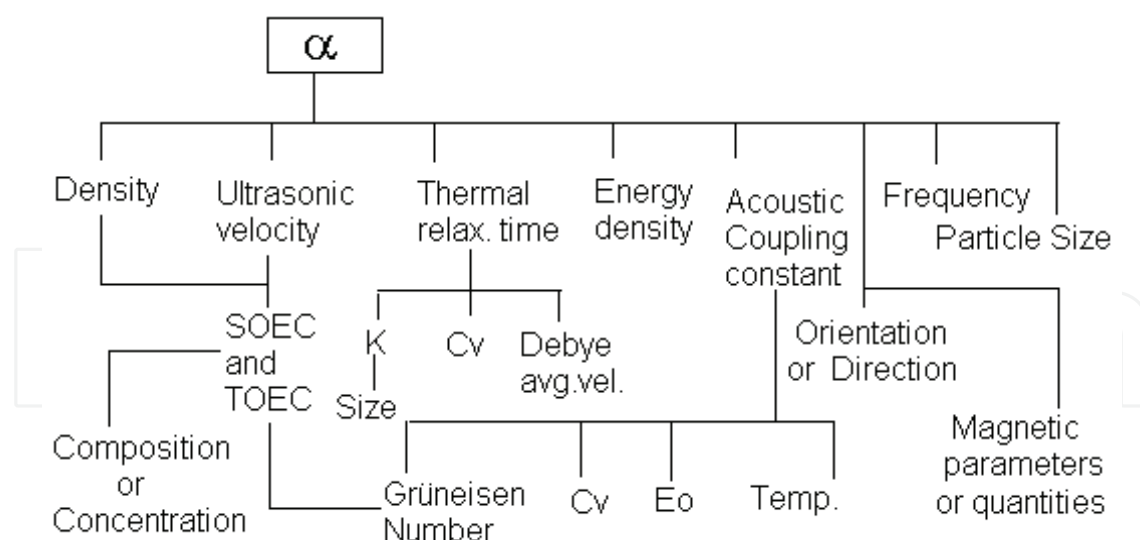 α
Density
Ultrasonic
velocity
Thermal
relax. time
Energy
density
Acoustic
Coupling
constant
Frequency
Particle Size
SOEC
and
TOEC
K
Cv
Debye
avg.vel.
Size
Orientation
or Direction
Composition
or
Concentration
Grüneisen
Number
Cv
Eo
Temp.
Magnetic
parameters
or quantities